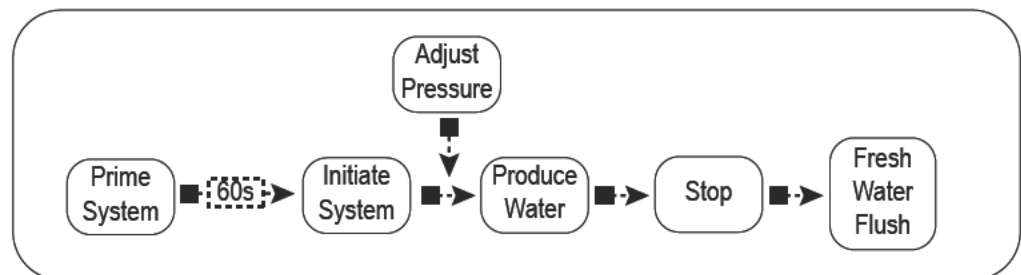 Adjust
Pressure
Prime
System
60s
Initiate
System
Produce
Water
Stop
Fresh
Water
Flush